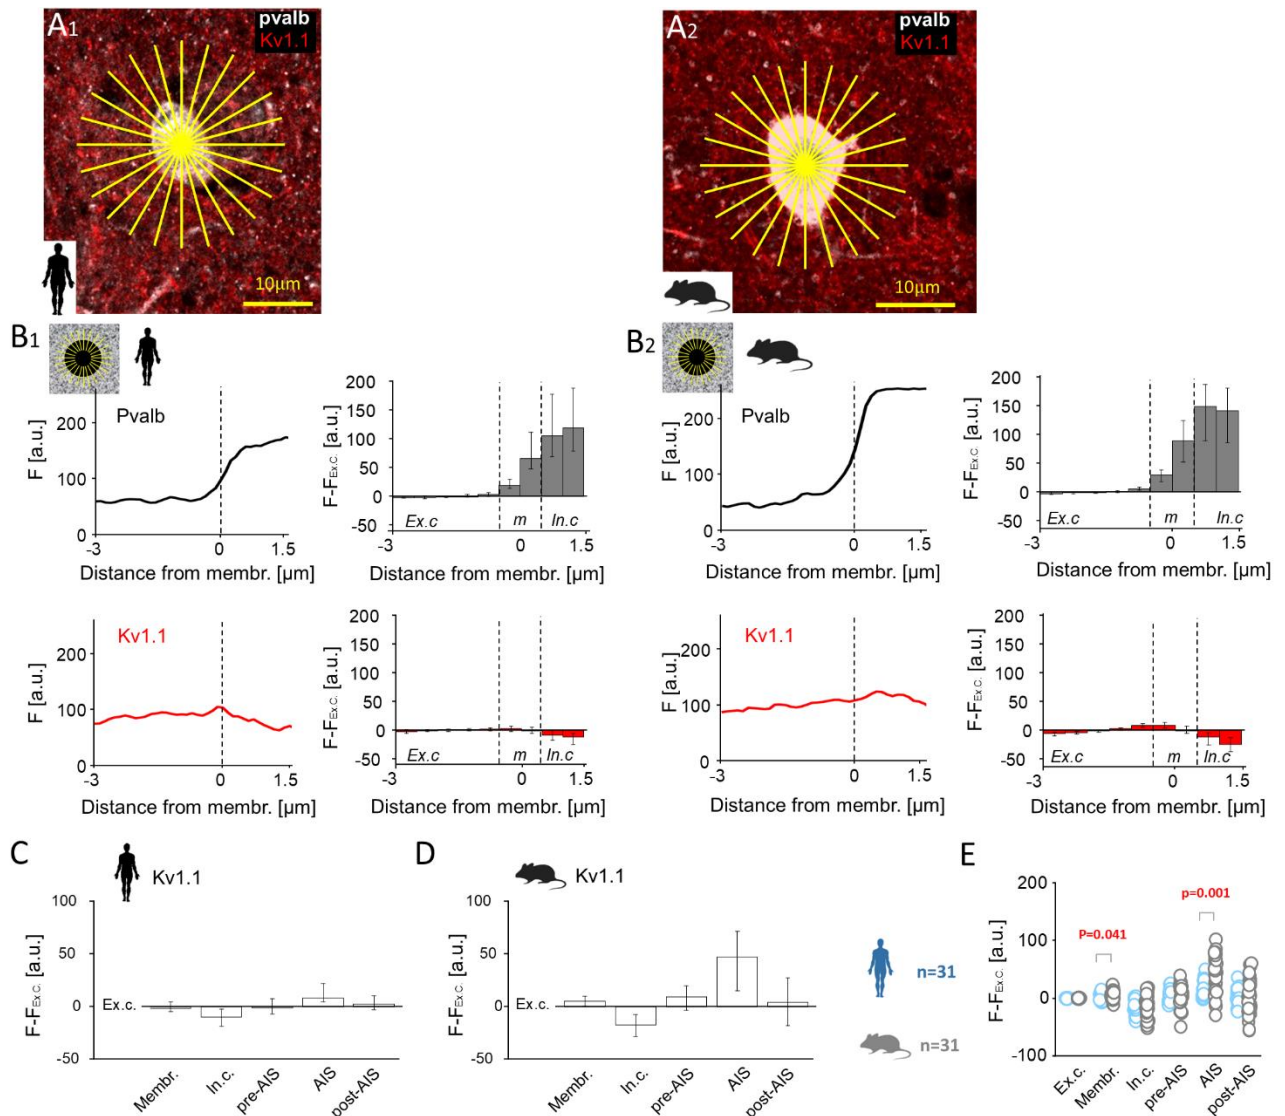 A1
pvalb
Kv1.1
10µm
A2
pvalb
Kv1.1
10µm
B1
Pvalb
F [a.u.]
200
100
0
-3
0
1.5
Distance from membr. [µm]
F-FEx.C. [a.u.]
200
150
100
50
0
-50
Ex.c
m
In.c
-3
0
1.5
Distance from membr. [µm]
Kv1.1
F [a.u.]
200
100
0
-3
0
1.5
Distance from membr. [µm]
F-FEx.C. [a.u.]
200
150
100
50
0
-50
Ex.c
m
In.c
-3
0
1.5
Distance from membr. [µm]
B2
Pvalb
F [a.u.]
200
100
0
-3
0
1.5
Distance from membr. [µm]
F-FEx.C. [a.u.]
200
150
100
50
0
-50
Ex.c
m
In.c
-3
0
1.5
Distance from membr. [µm]
Kv1.1
F [a.u.]
200
100
0
-3
0
1.5
Distance from membr. [µm]
F-FEx.C. [a.u.]
200
150
100
50
0
-50
Ex.c
m
In.c
-3
0
1.5
Distance from membr. [µm]
C
Kv1.1
F-FEx.C. [a.u.]
100
50
0
-50
Ex.c.
Membr.
In.c.
pre-AIS
AIS
post-AIS
D
Kv1.1
F-FEx.C. [a.u.]
100
50
0
-50
Ex.c.
Membr.
In.c.
pre-AIS
AIS
post-AIS
n=31
n=31
E
F-FEx.C. [a.u.]
200
100
0
-100
P=0.041
p=0.001
Ex.c.
Membr.
In.c.
pre-AIS
AIS
post-AIS